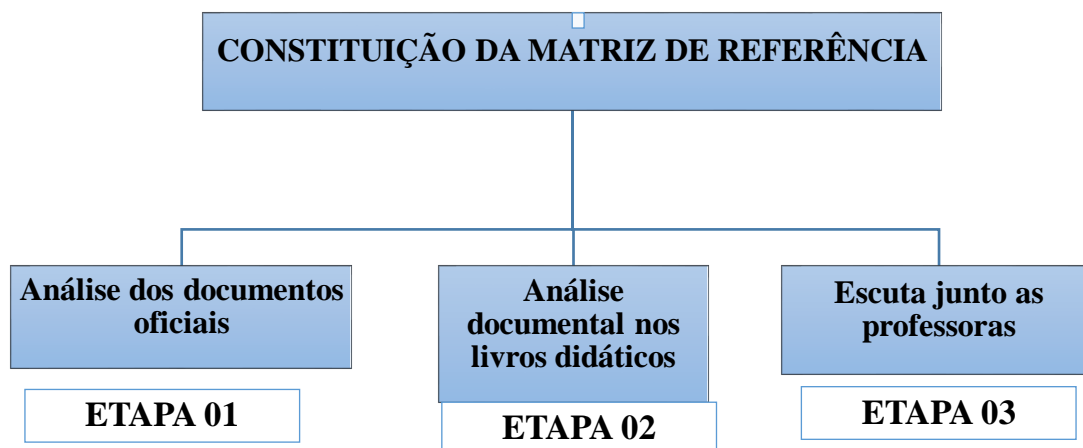 CONSTITUIÇÃO DA MATRIZ DE REFERÊNCIA
Análise dos documentos
oficiais
ETAPA 01
Análise
documental nos
livros didáticos
ETAPA 02
Escuta junto as
professoras
ETAPA 03